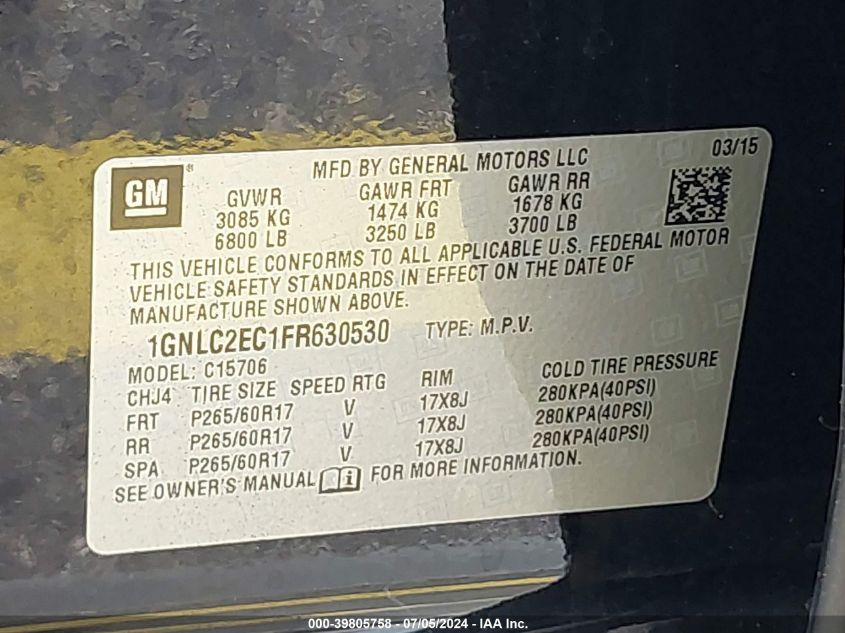 03/15
MFD BY GENERAL MOTORS LLC
GM®
GVWR GAWR FRT GAWR RR
3085 KG 1474 KG 1678 KG
6800 LB 3250 LB 3700 LB
THIS VEHICLE CONFORMS TO ALL APPLICABLE U.S. FEDERAL MOTOR
VEHICLE SAFETY STANDARDS IN EFFECT ON THE DATE OF
MANUFACTURE SHOWN ABOVE.
1GNLC2EC1FR630530 TYPE: M.P.V.
MODEL: C15706
CHJ4 TIRE SIZE SPEED RTG RIM COLD TIRE PRESSURE
FRT P265/60R17 V 17X8J 280KPA(40PSI)
RR P265/60R17 V 17X8J 280KPA(40PSI)
SPA P265/60R17 V 17X8J 280KPA(40PSI)
SEE OWNER'S MANUAL i FOR MORE INFORMATION.
000-39805758 - 07/05/2024 - IAA Inc.